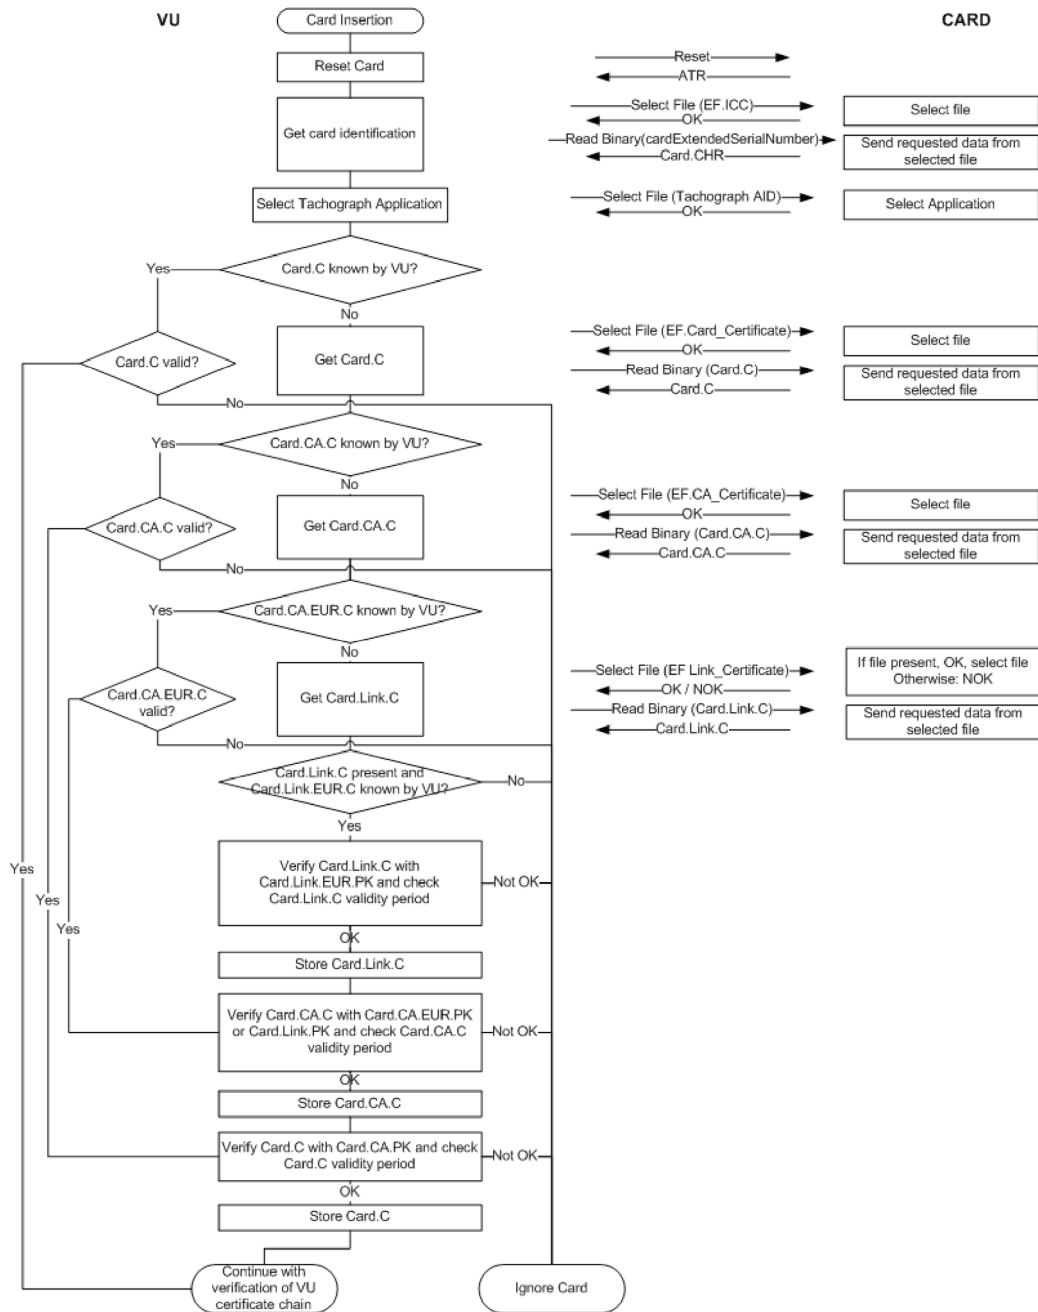 VU
CARD
Card Insertion
Reset Card
Reset
ATR
Get card identification
Select File (EF.ICC)
OK
Select file
Read Binary(cardExtendedSerialNumber)
Card.CHR
Send requested data from
selected file
Select Tachograph Application
Select File (Tachograph AID)
OK
Select Application
Card.C known by VU?
Yes
No
Card.C valid?
Get Card.C
Select File (EF.Card_Certificate)
OK
Select file
Read Binary (Card.C)
Card.C
Send requested data from
selected file
No
Card.CA.C known by VU?
Yes
No
Card.CA.C valid?
Get Card.CA.C
Select File (EF.CA_Certificate)
OK
Select file
Read Binary (Card.CA.C)
Card.CA.C
Send requested data from
selected file
No
Card.CA.EUR.C known by VU?
Yes
No
Card.CA.EUR.C
valid?
Get Card.Link.C
Select File (EF Link_Certificate)
OK / NOK
If file present, OK, select file
Otherwise: NOK
Read Binary (Card.Link.C)
Card.Link.C
Send requested data from
selected file
No
Card.Link.C present and
Card.Link.EUR.C known by VU?
No
Yes
Verify Card.Link.C with
Card.Link.EUR.PK and check
Card.Link.C validity period
Not OK
Yes
Yes
Yes
OK
Store Card.Link.C
Verify Card.CA.C with Card.CA.EUR.PK
or Card.Link.PK and check Card.CA.C
validity period
Not OK
OK
Store Card.CA.C
Verify Card.C with Card.CA.PK and check
Card.C validity period
Not OK
OK
Store Card.C
Continue with
verification of VU
certificate chain
Ignore Card